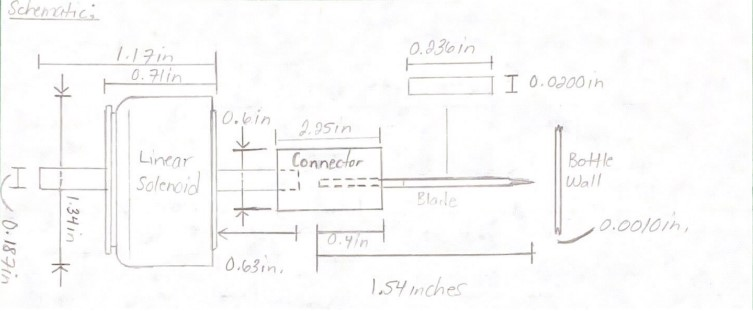 Schematic:
1.17in
0.71in
0.236in
0.0200in
0.6in
2.25in
Linear
Solenoid
Connector
Blade
Bottle
Wall
0.187in
1.34in
0.63in.
0.4in
0.0010in.
1.54 inches